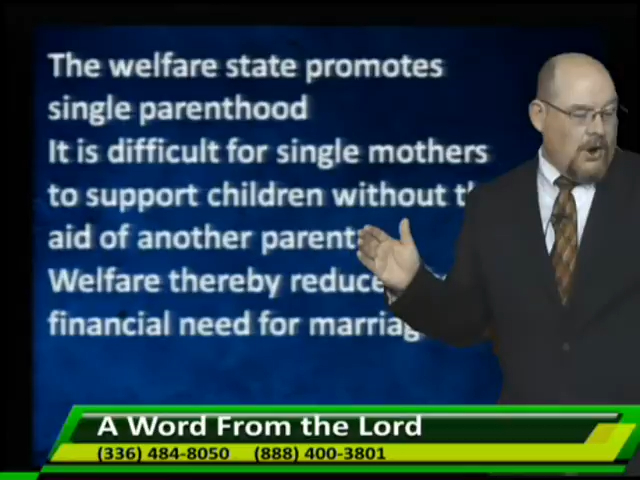 The welfare state promotes
single parenthood
It is difficult for single mothers
to support children without
aid of another parent
Welfare thereby reduce
financial need for marriag
A Word From the Lord
(336) 484-8050 (888) 400-3801